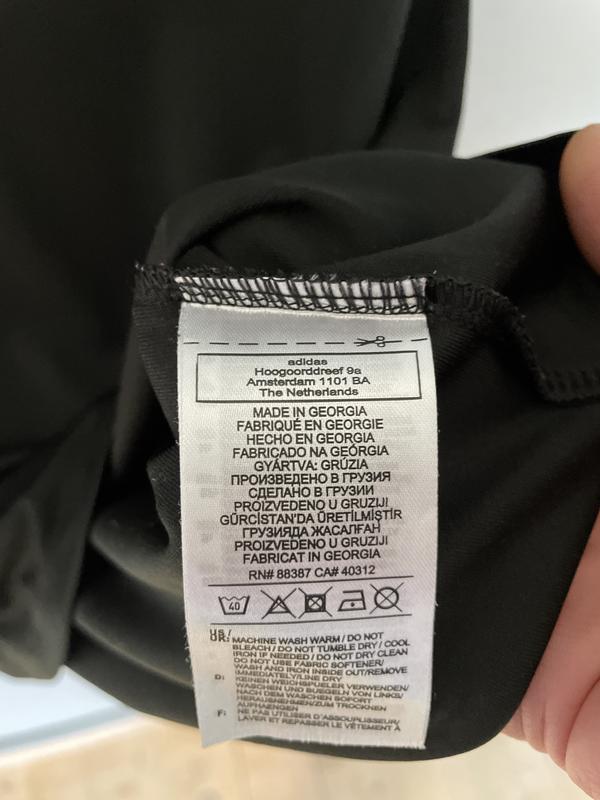 adidas
Hoogoorddreef 9a
Amsterdam 1101 BA
The Netherlands
MADE IN GEORGIA
FABRIQUÉ EN GEORGIE
HECHO EN GEORGIA
FABRICADO NA GEÓRGIA
GYÁRTVA: GRÚZIA
ПРОИЗВЕДЕНО В ГРУЗИЯ
СДЕЛАНО В ГРУЗИИ
PROIZVEDENO U GRUZIJI
GÜRCİSTAN'DA ÜRETİLMİŞTİR
ГРУЗИЯДА ЖАСАЛҒАН
PROIZVEDENO U GRUZIJI
FABRICAT IN GEORGIA
RN# 88387 CA# 40312
40
US/
UK: MACHINE WASH WARM / DO NOT
BLEACH / DO NOT TUMBLE DRY / COOL
IRON IF NEEDED / DO NOT DRY CLEAN
DO NOT USE FABRIC SOFTENER/
WASH AND IRON INSIDE OUT/REMOVE
IMMEDIATELY/LINE DRY
D: KEINEN WEICHSPUELER VERWENDEN/
WASCHEN UND BUEGELN VON LINKS/
NACH DEM WASCHEN SOFORT
HERAUSNEHMEN/ZUM TROCKNEN
AUFHAENGEN
F: NE PAS UTILISER D'ASSOUPLISSEUR/
LAVER ET REPASSER LE VÊTEMENT À